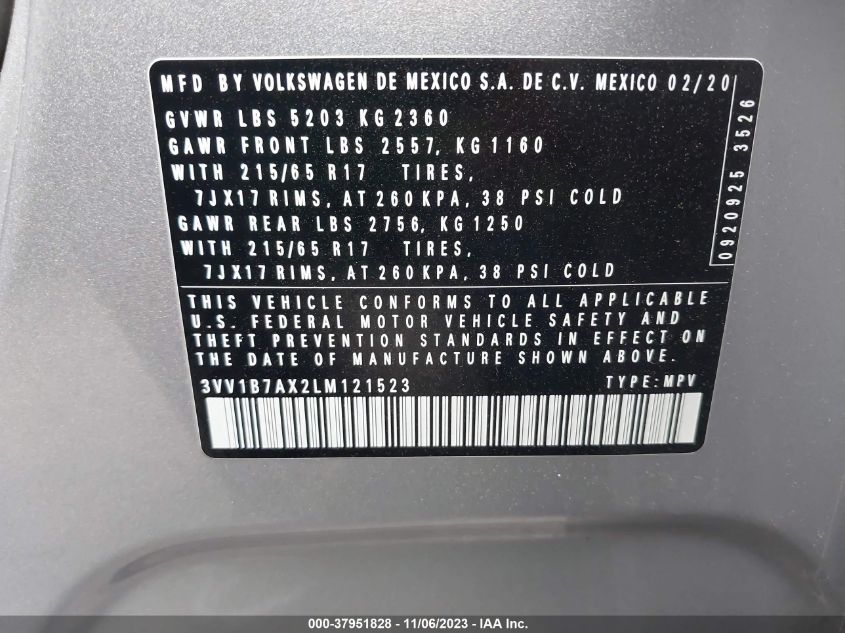 MFD BY VOLKSWAGEN DE MEXICO S.A. DE C.V. MEXICO 02/20
GVWR LBS 5203 KG 2360
GAWR FRONT LBS 2557, KG 1160
WITH 215/65 R17 TIRES,
7JX17 RIMS, AT 260 KPA, 38 PSI COLD
GAWR REAR LBS 2756, KG 1250
WITH 215/65 R17 TIRES,
7JX17 RIMS, AT 260 KPA, 38 PSI COLD
0920925 3526
THIS VEHICLE CONFORMS TO ALL APPLICABLE
U.S. FEDERAL MOTOR VEHICLE SAFETY AND
THEFT PREVENTION STANDARDS IN EFFECT ON
THE DATE OF MANUFACTURE SHOWN ABOVE.
3VV1B7AX2LM121523 TYPE: MPV
000-37951828 - 11/06/2023 - IAA Inc.